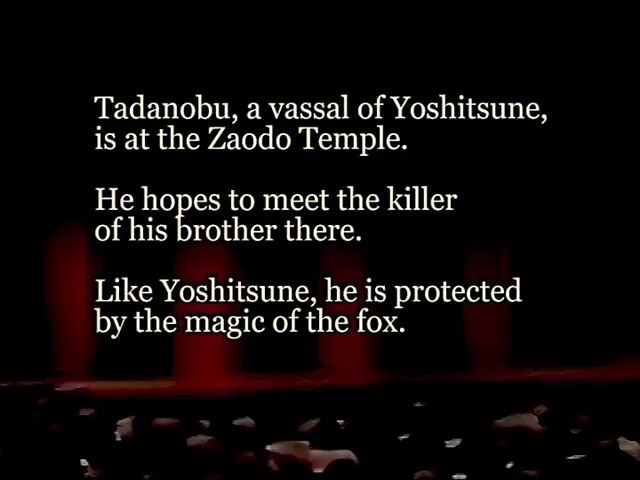 Tadanobu, a vassal of Yoshitsune,
is at the Zaodo Temple.
He hopes to meet the killer
of his brother there.
Like Yoshitsune, he is protected
by the magic of the fox.